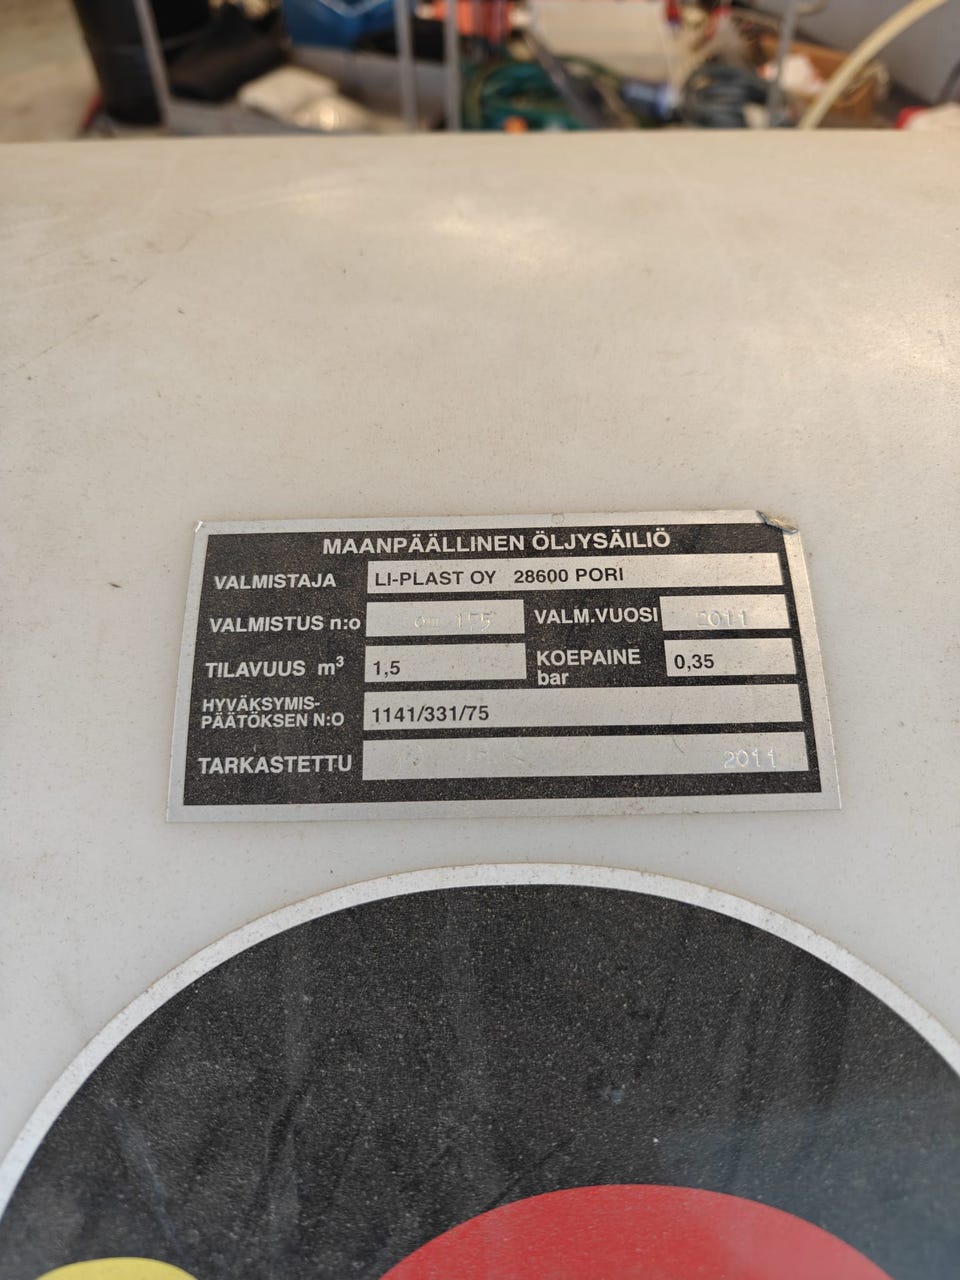 MAANPÄÄLLINEN ÖLJYSÄILIÖ
VALMISTAJA LI-PLAST OY 28600 PORI
VALMISTUS n:o VALM.VUOSI 2011
TILAVUUS m³ 1,5 KOEPAINE bar 0,35
HYVÄKSYMIS-
PÄÄTÖKSEN N:O 1141/331/75
TARKASTETTU 2011